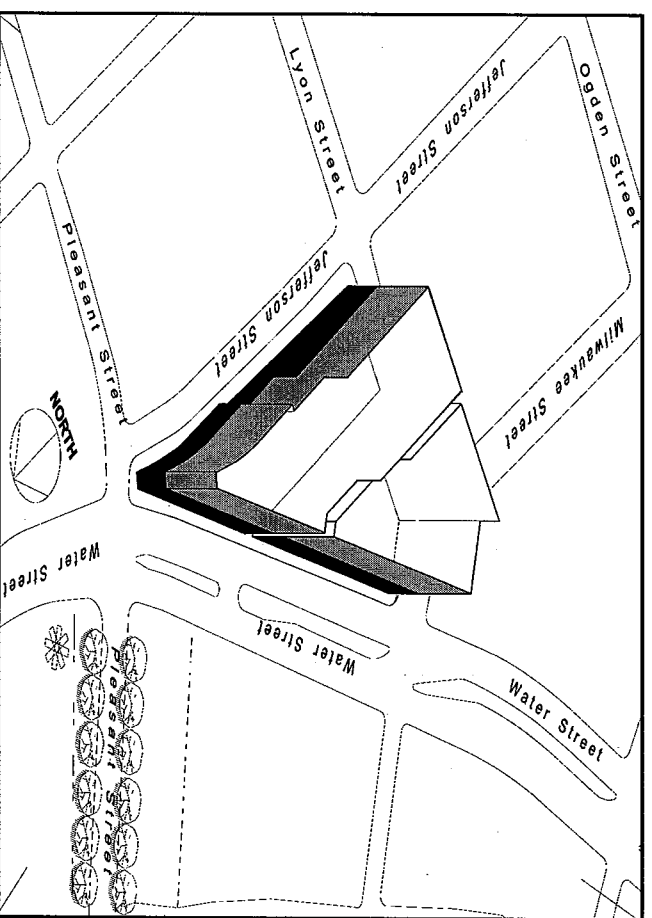 Lyon Street
Jefferson Street
Ogden Street
Pleasant Street
Jefferson Street
Milwaukee Street
NORTH
Water Street
Water Street
Water Street
Pleasant Street